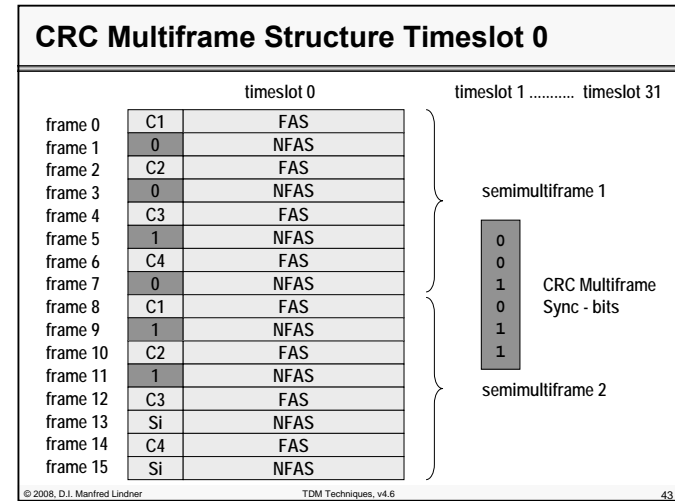 CRC Multiframe Structure Timeslot 0
timeslot 0 timeslot 1 ........... timeslot 31
frame 0 C1 FAS
frame 1 0 NFAS
frame 2 C2 FAS
frame 3 0 NFAS
frame 4 C3 FAS
frame 5 1 NFAS
frame 6 C4 FAS
frame 7 0 NFAS
frame 8 C1 FAS
frame 9 1 NFAS
frame 10 C2 FAS
frame 11 1 NFAS
frame 12 C3 FAS
frame 13 Si NFAS
frame 14 C4 FAS
frame 15 Si NFAS
semimultiframe 1
0
0
1
0
1
1
CRC Multiframe
Sync - bits
semimultiframe 2
© 2008, D.I. Manfred Lindner TDM Techniques, v4.6 43